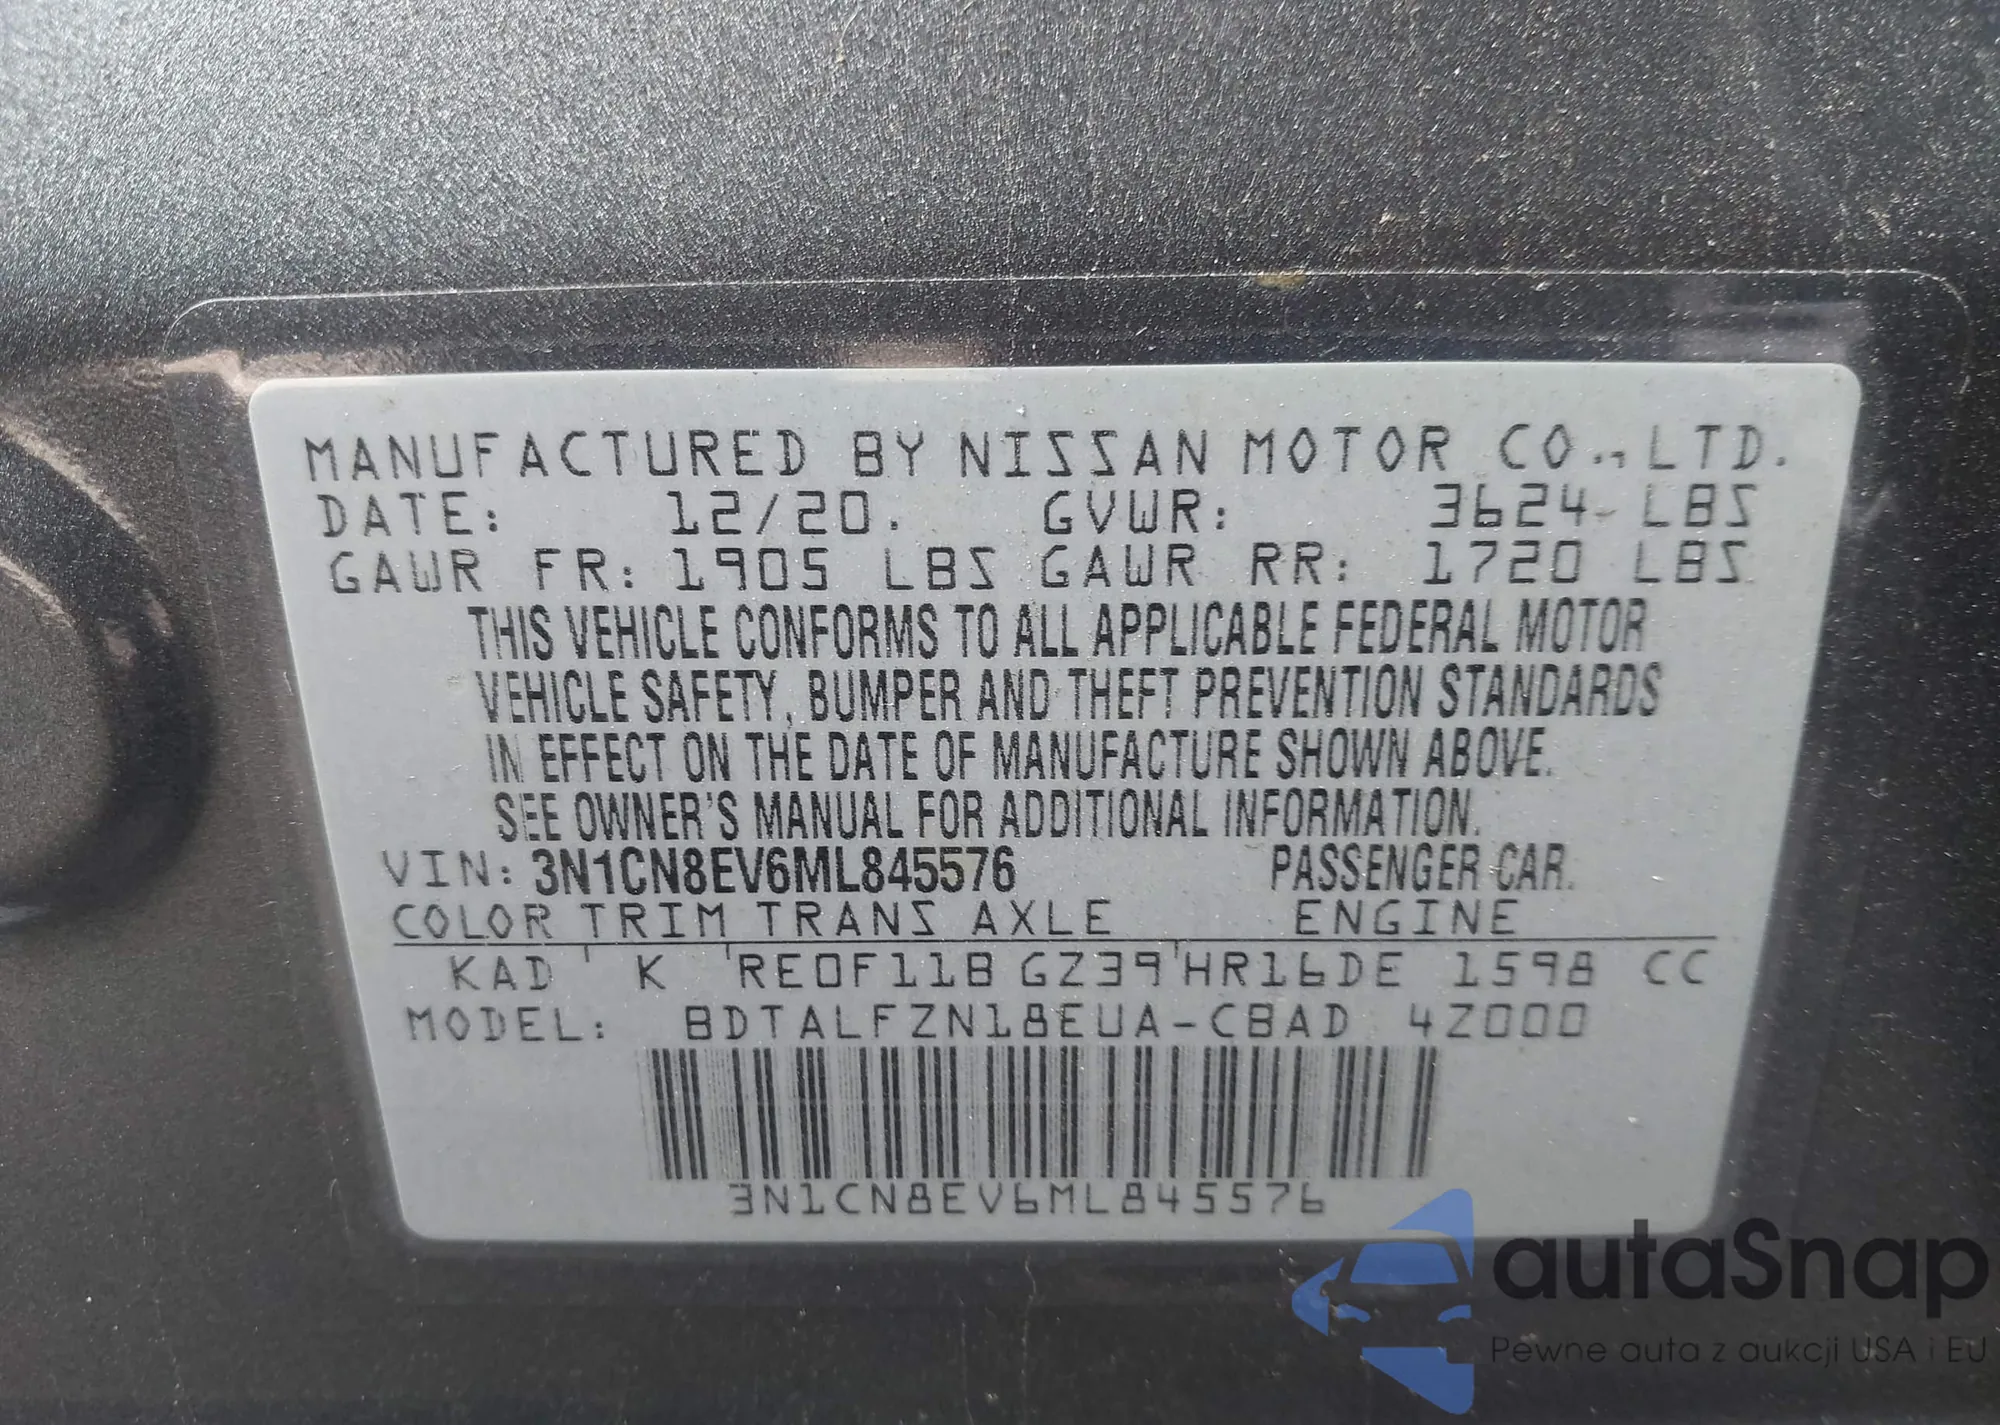 MANUFACTURED BY NISSAN MOTOR CO., LTD.
DATE: 12/20. GVWR: 3624 LBS
GAWR FR: 1905 LBS GAWR RR: 1720 LBS
THIS VEHICLE CONFORMS TO ALL APPLICABLE FEDERAL MOTOR
VEHICLE SAFETY, BUMPER AND THEFT PREVENTION STANDARDS
IN EFFECT ON THE DATE OF MANUFACTURE SHOWN ABOVE.
SEE OWNER'S MANUAL FOR ADDITIONAL INFORMATION.
VIN: 3N1CN8EV6ML845576 PASSENGER CAR.
COLOR TRIM TRANS AXLE ENGINE
KAD K RE0F11B GZ39 HR16DE 1598 CC
MODEL: BDTALFZN18EUA-CBAD 4Z000
3N1CN8EV6ML845576
autaSnap
Pewne auta z aukcji USA i EU